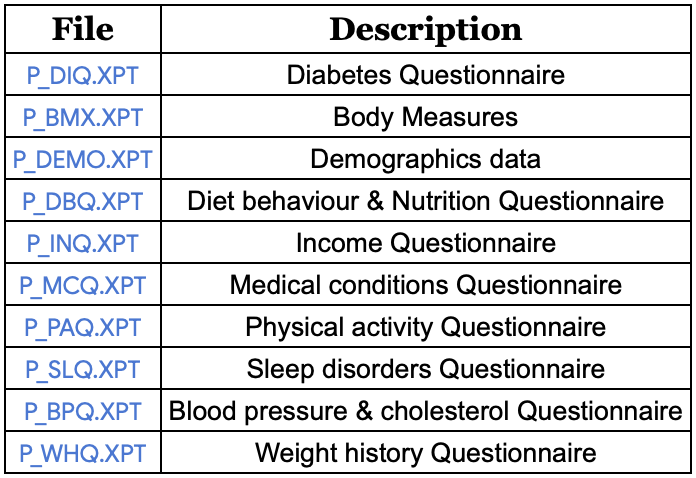 File Description
P_DIQ.XPT Diabetes Questionnaire
P_BMX.XPT Body Measures
P_DEMO.XPT Demographics data
P_DBQ.XPT Diet behaviour & Nutrition Questionnaire
P_INQ.XPT Income Questionnaire
P_MCQ.XPT Medical conditions Questionnaire
P_PAQ.XPT Physical activity Questionnaire
P_SLQ.XPT Sleep disorders Questionnaire
P_BPQ.XPT Blood pressure & cholesterol Questionnaire
P_WHQ.XPT Weight history Questionnaire